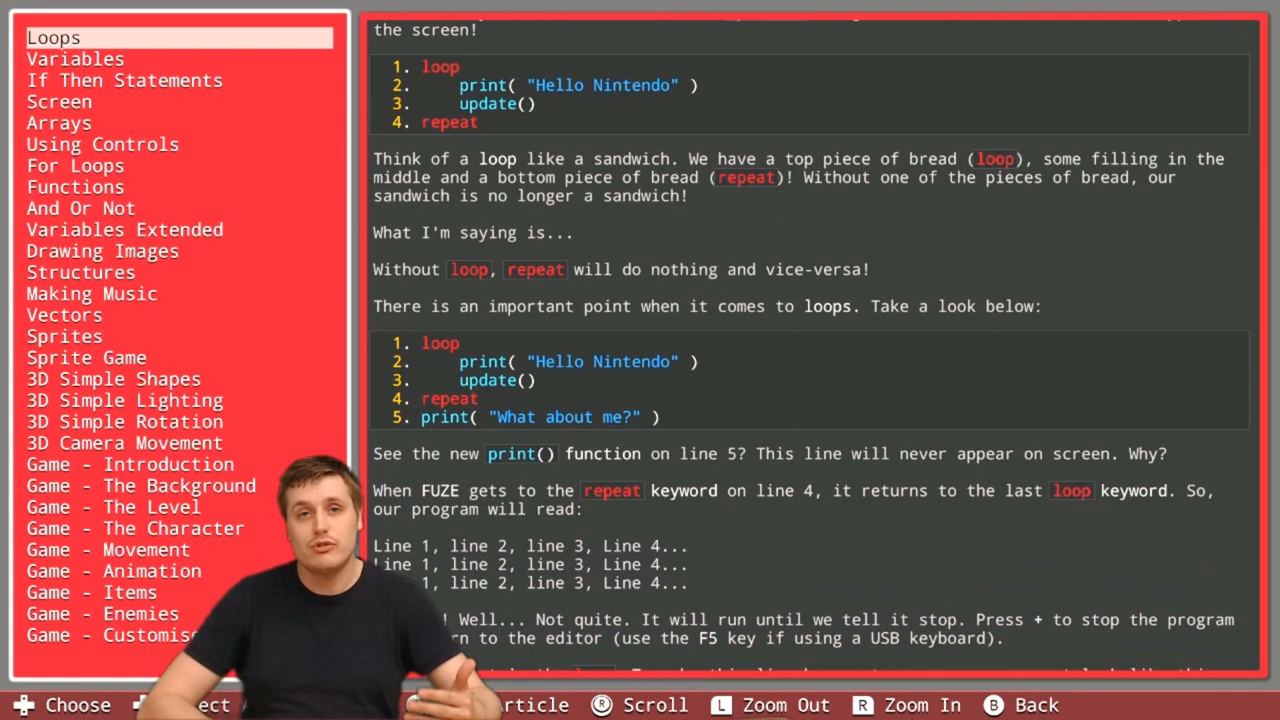 Loops
Variables
If Then Statements
Screen
Arrays
Using Controls
For Loops
Functions
And Or Not
Variables Extended
Drawing Images
Structures
Making Music
Vectors
Sprites
Sprite Game
3D Simple Shapes
3D Simple Lighting
3D Simple Rotation
3D Camera Movement
Game - Introduction
Game - The Background
Game - The Level
Game - The Character
Game - Movement
Game - Animation
Game - Items
Game - Enemies
Game -
the screen!
1. loop
2. print( "Hello Nintendo" )
3. update()
4. repeat
Think of a loop like a sandwich. We have a top piece of bread (loop), some filling in the
middle and a bottom piece of bread (repeat)! Without one of the pieces of bread, our
sandwich is no longer a sandwich!
What I'm saying is...
Without loop, repeat will do nothing and vice-versa!
There is an important point when it comes to loops. Take a look below:
1. loop
2. print( "Hello Nintendo" )
3. update()
4. repeat
5. print( "What about me?" )
See the new print() function on line 5? This line will never appear on screen. Why?
When FUZE gets to the repeat keyword on line 4, it returns to the last loop keyword. So,
our program will read:
Line 1, line 2, line 3, Line 4...
Line 1, line 2, line 3, Line 4...
1, line 2, line 3, Line 4...
! Well... Not quite. It will run until we tell it stop. Press + to stop the program
to the editor (use the F5 key if using a USB keyboard).
Choose
Scroll
L Zoom Out
R Zoom In
B Back